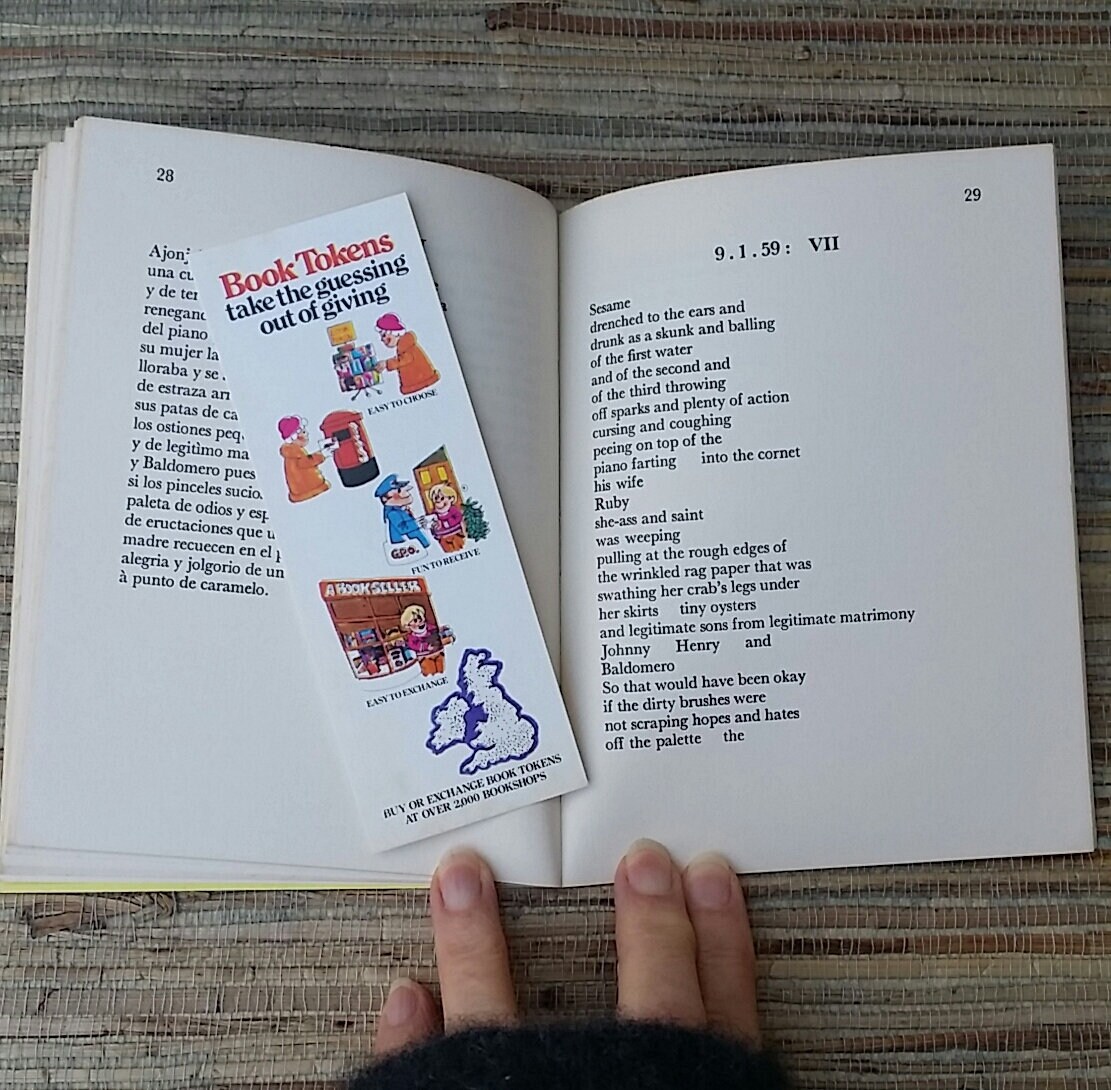 28
una
y de
del piano
su mujer la
lloraba y se
de estraza
sus patas de
los ostiones
y de legitimo
y Baldomero pues
si los pinceles
paleta de odios y
de eructaciones que
madre recuecen en el
alegria y jolgorio de un
à punto de caramelo.
Book Tokens
take the guessing
out of giving
EASY TO CHOOSE
G.P.O.
FUN TO RECEIVE
A BOOKSELLER
EASY TO EXCHANGE
BUY OR EXCHANGE BOOK TOKENS
AT OVER 2,000 BOOKSHOPS
29
9.1.59: VII
Sesame
drenched to the ears and
drunk as a skunk and balling
of the first water
and of the second and
of the third throwing
off sparks and plenty of action
cursing and coughing
peeing on top of the
piano farting into the cornet
his wife
Ruby
she-ass and saint
was weeping
pulling at the rough edges of
the wrinkled rag paper that was
swathing her crab's legs under
her skirts tiny oysters
and legitimate sons from legitimate matrimony
Johnny Henry and
Baldomero
So that would have been okay
if the dirty brushes were
not scraping hopes and hates
off the palette the